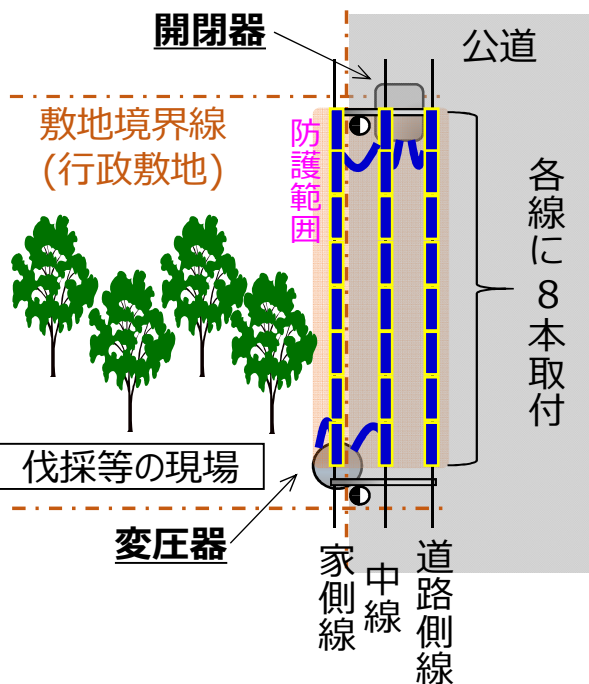 開閉器
公道
敷地境界線
(行政敷地)
防護範囲
各線に8本取付
伐採等の現場
変圧器
家側線
中線
道路側線